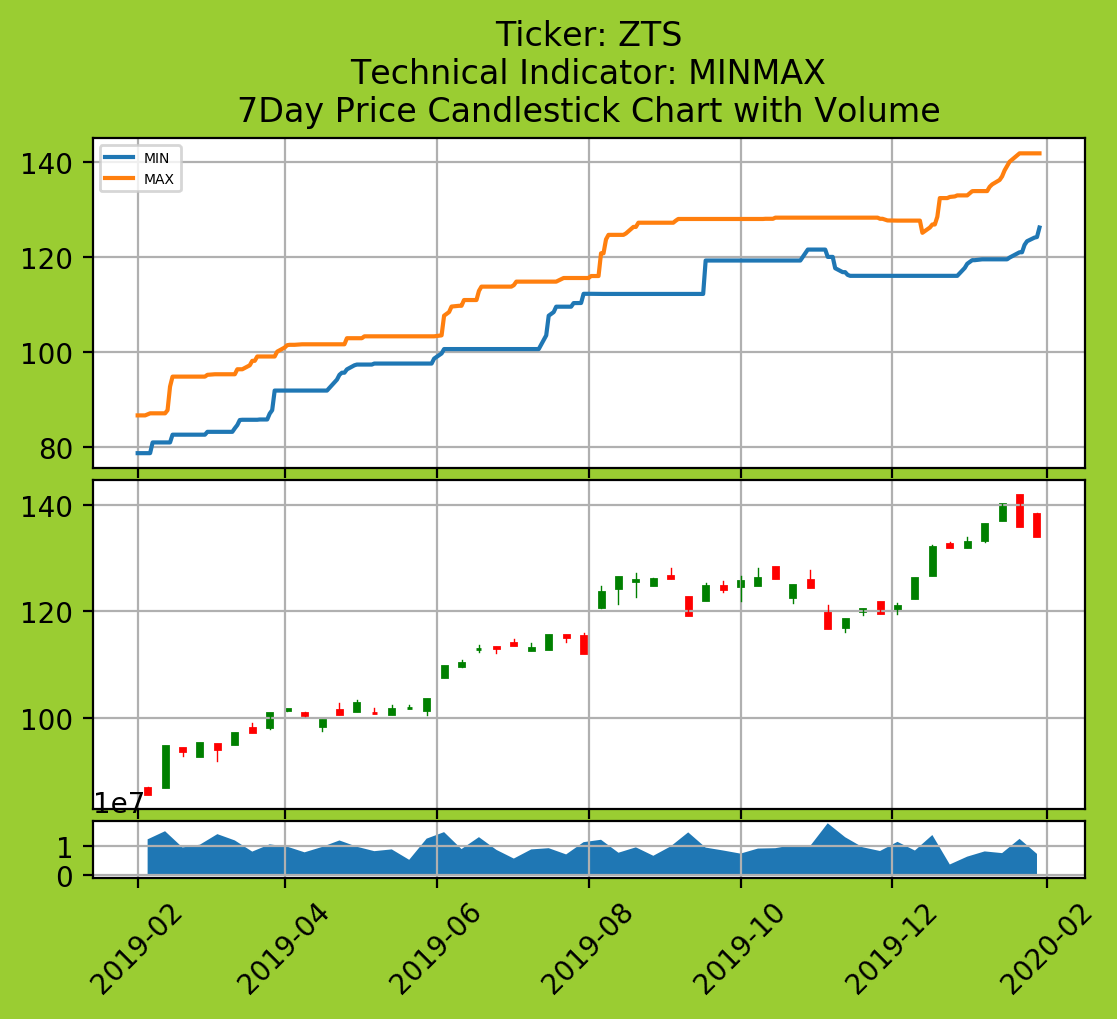 Ticker: ZTS
Technical Indicator: MINMAX
7Day Price Candlestick Chart with Volume
MIN
MAX
140
120
100
80
140
120
100
1e7
1
0
2019-02
2019-04
2019-06
2019-08
2019-10
2019-12
2020-02